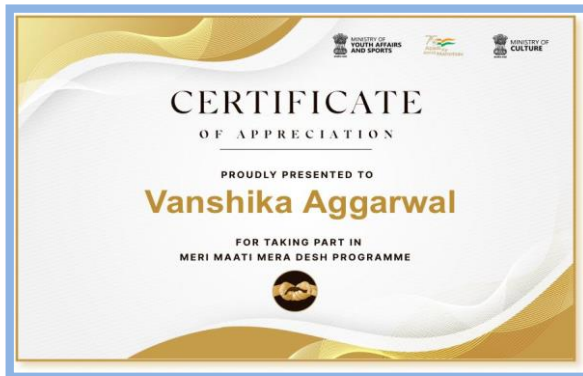 MINISTRY OF
YOUTH AFFAIRS
AND SPORTS
MINISTRY OF
CULTURE
CERTIFICATE
OF APPRECIATION
PROUDLY PRESENTED TO
Vanshika Aggarwal
FOR TAKING PART IN
MERI MAATI MERA DESH PROGRAMME